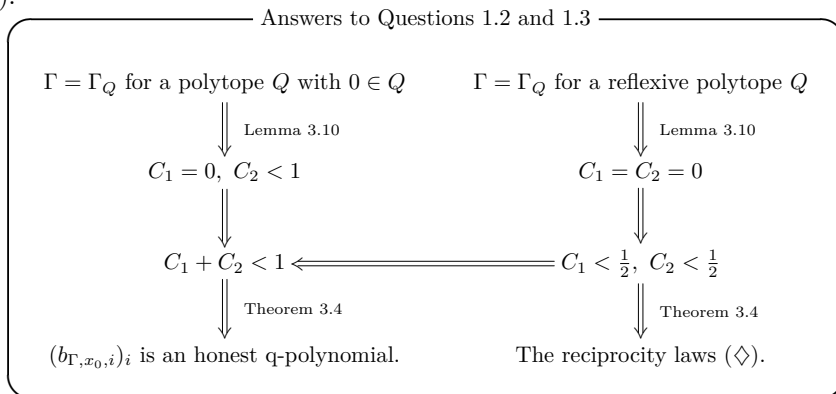 ).
Answers to Questions 1.2 and 1.3
Γ = Γ_Q for a polytope Q with 0 ∈ Q
Γ = Γ_Q for a reflexive polytope Q
Lemma 3.10
Lemma 3.10
C_1 = 0, C_2 < 1
C_1 = C_2 = 0
C_1 + C_2 < 1
C_1 < 1/2, C_2 < 1/2
Theorem 3.4
Theorem 3.4
(b_{Γ,x_0,i})_i is an honest q-polynomial.
The reciprocity laws (♢).